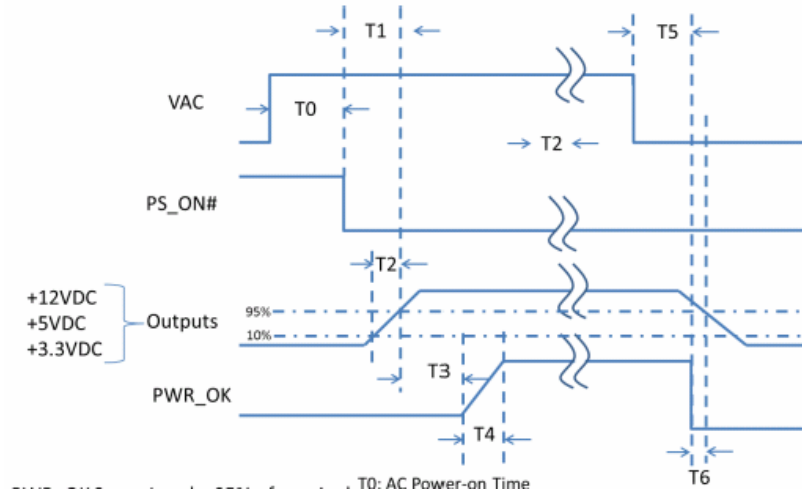 T1
T5
VAC
T0
T2
PS_ON#
T2
+12VDC
+5VDC
+3.3VDC
Outputs
95%
10%
T3
PWR_OK
T4
T6
T0: AC Power-on Time